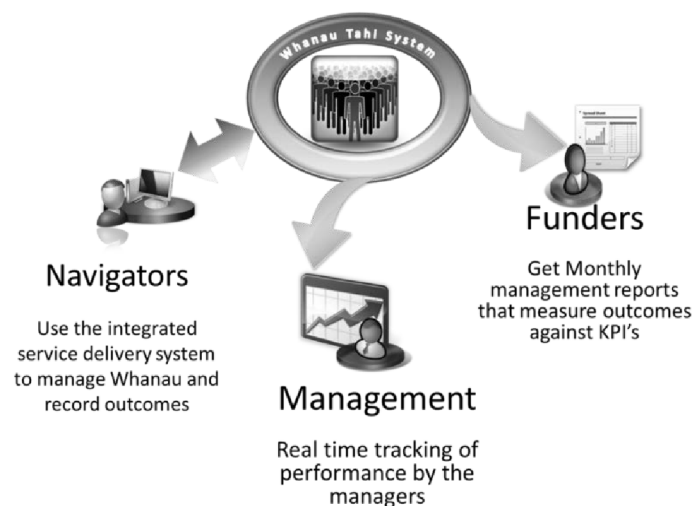 Whanau Tahi System
Navigators
Use the integrated
service delivery system
to manage Whanau and
record outcomes
Management
Real time tracking of
performance by the
managers
Funders
Get Monthly
management reports
that measure outcomes
against KPI's